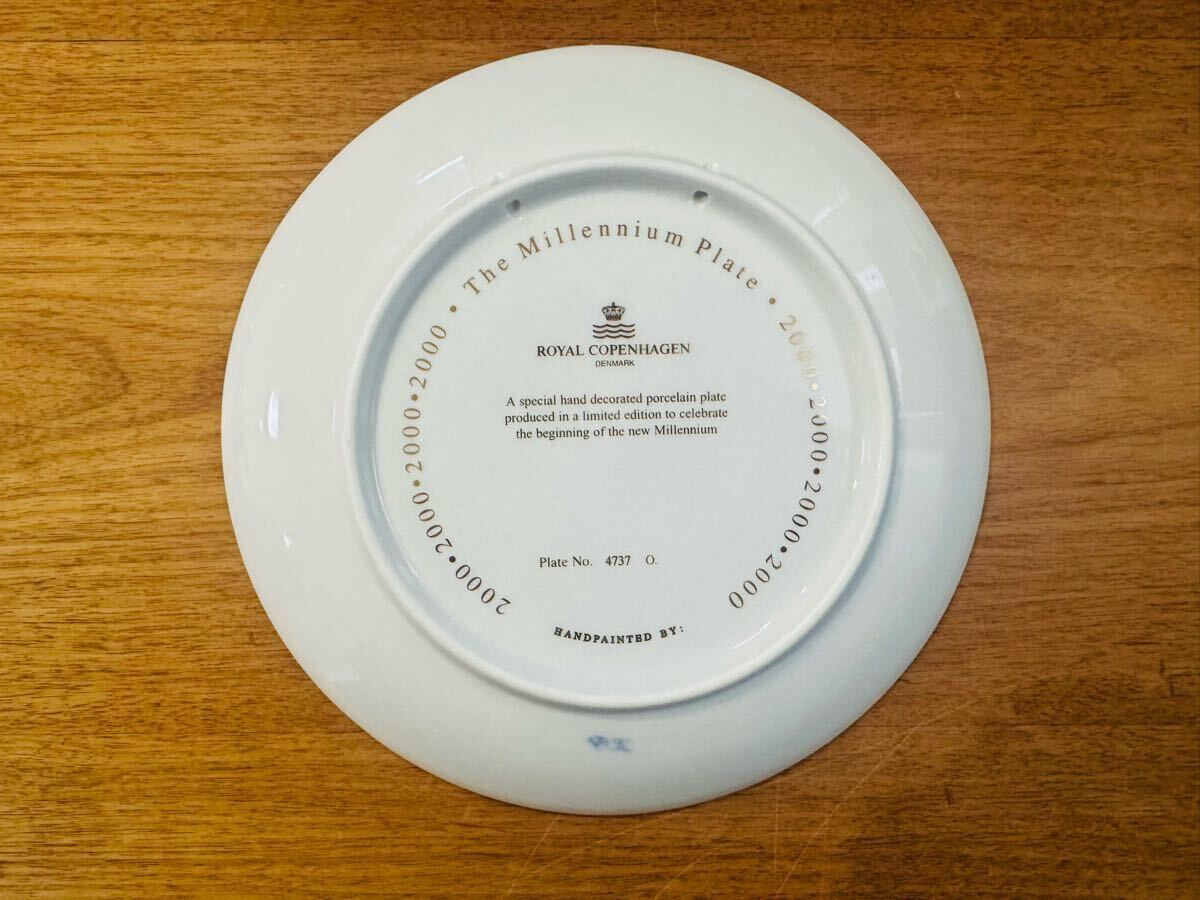 2000•2000•2000•2000 • The Millennium Plate • 2000•2000•2000•2000
ROYAL COPENHAGEN
DENMARK
A special hand decorated porcelain plate
produced in a limited edition to celebrate
the beginning of the new Millennium
Plate No. 4737 O.
HANDPAINTED BY: